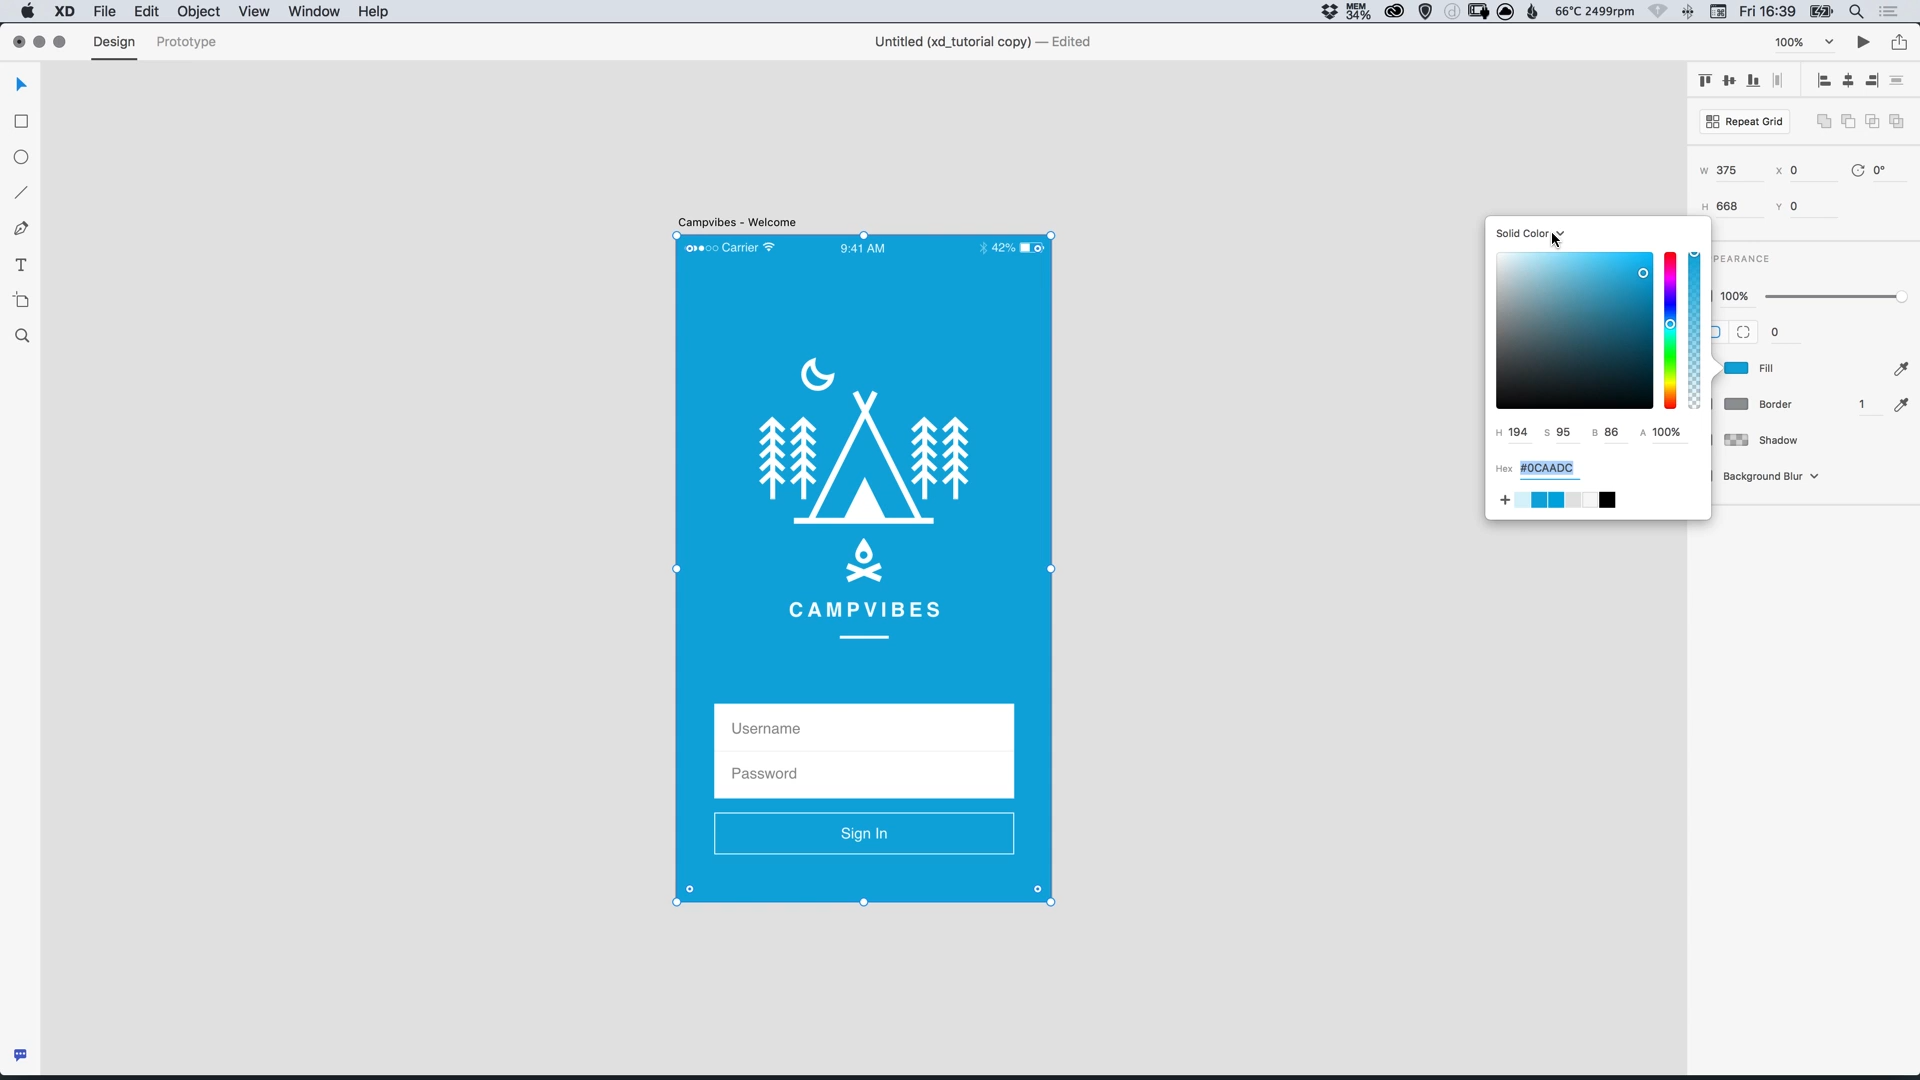 XD File Edit Object View Window Help
MEM 34% 66°C 2499rpm Fri 16:39
Design Prototype
Untitled (xd_tutorial copy) — Edited
100%
Repeat Grid
W 375 X 0 0°
H 668 Y 0
Campvibes - Welcome
Carrier 9:41 AM 42%
Solid Color
PEARANCE
100%
0
Fill
Border 1
H 194 S 95 B 86 A 100%
Shadow
Hex #0CAADC
Background Blur
CAMPVIBES
Username
Password
Sign In